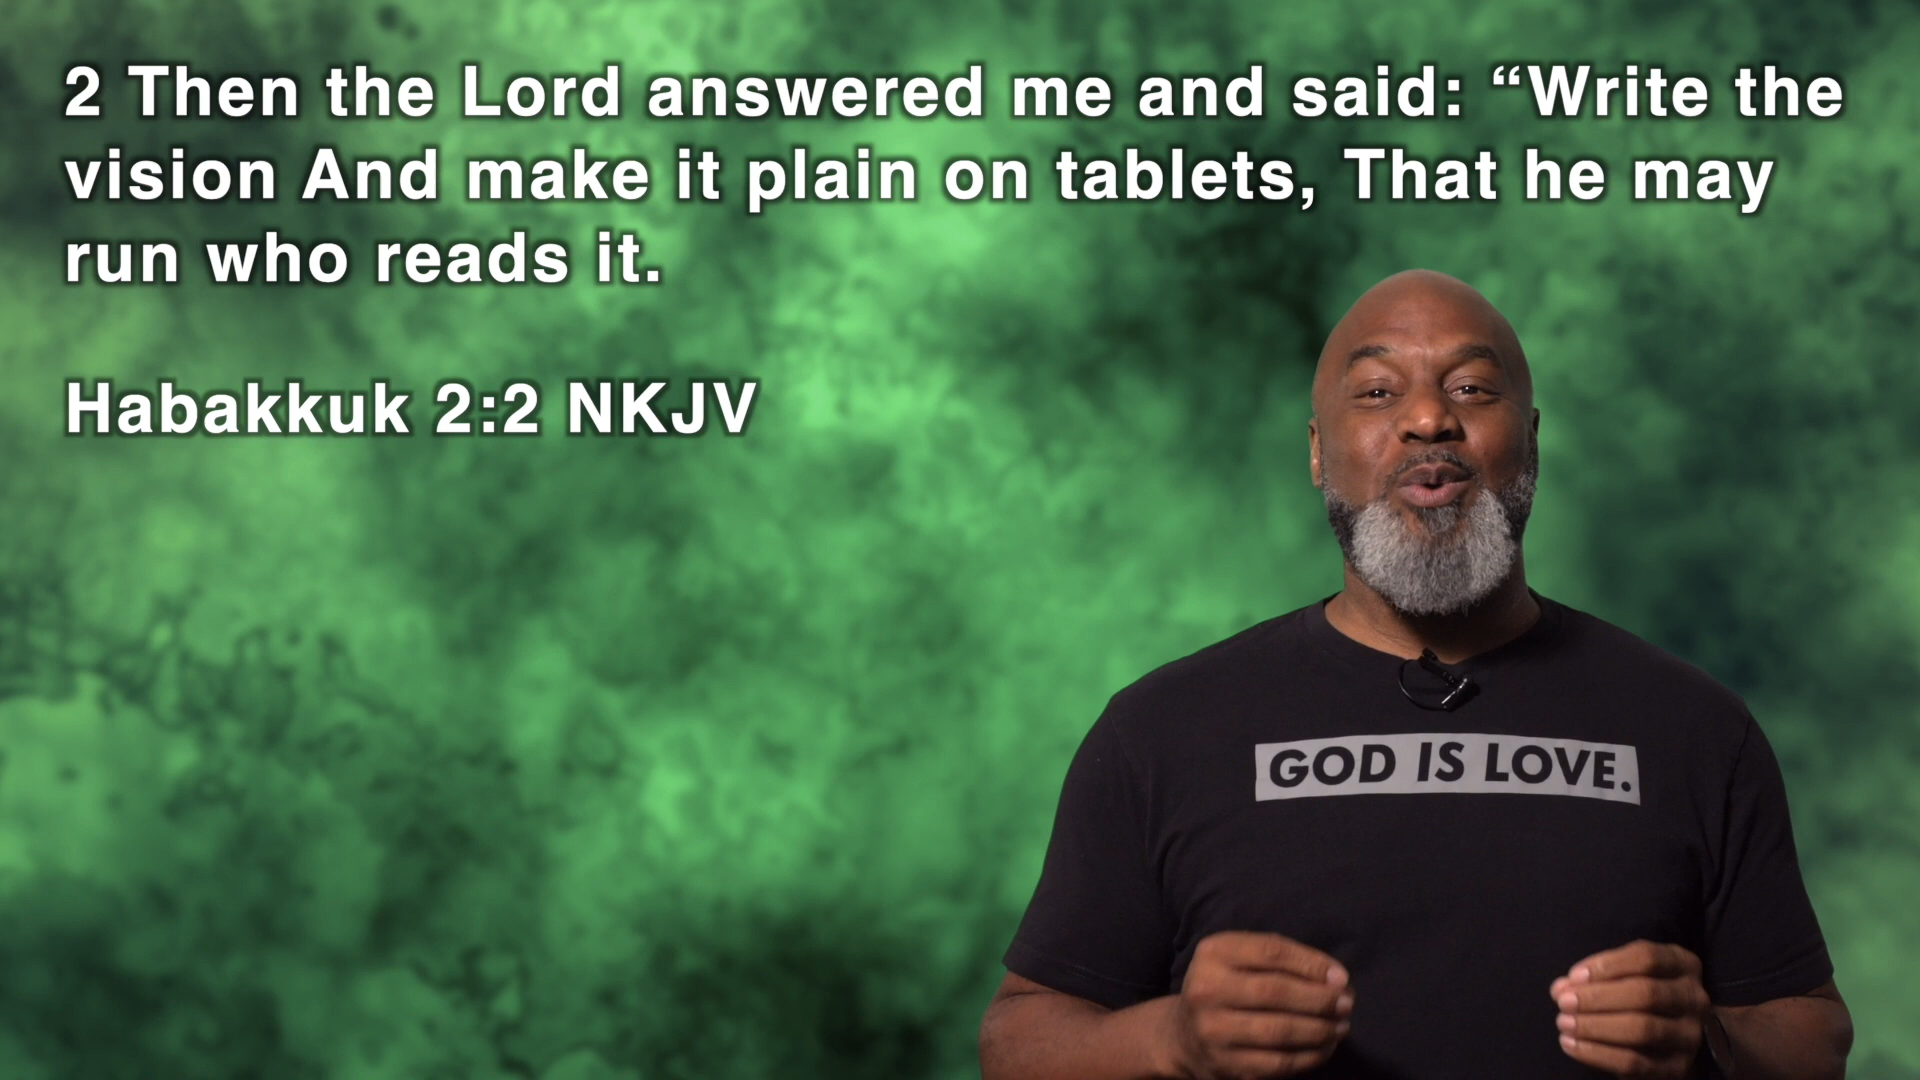 2 Then the Lord answered me and said: “Write the
vision And make it plain on tablets, That he may
run who reads it.
Habakkuk 2:2 NKJV
GOD IS LOVE.